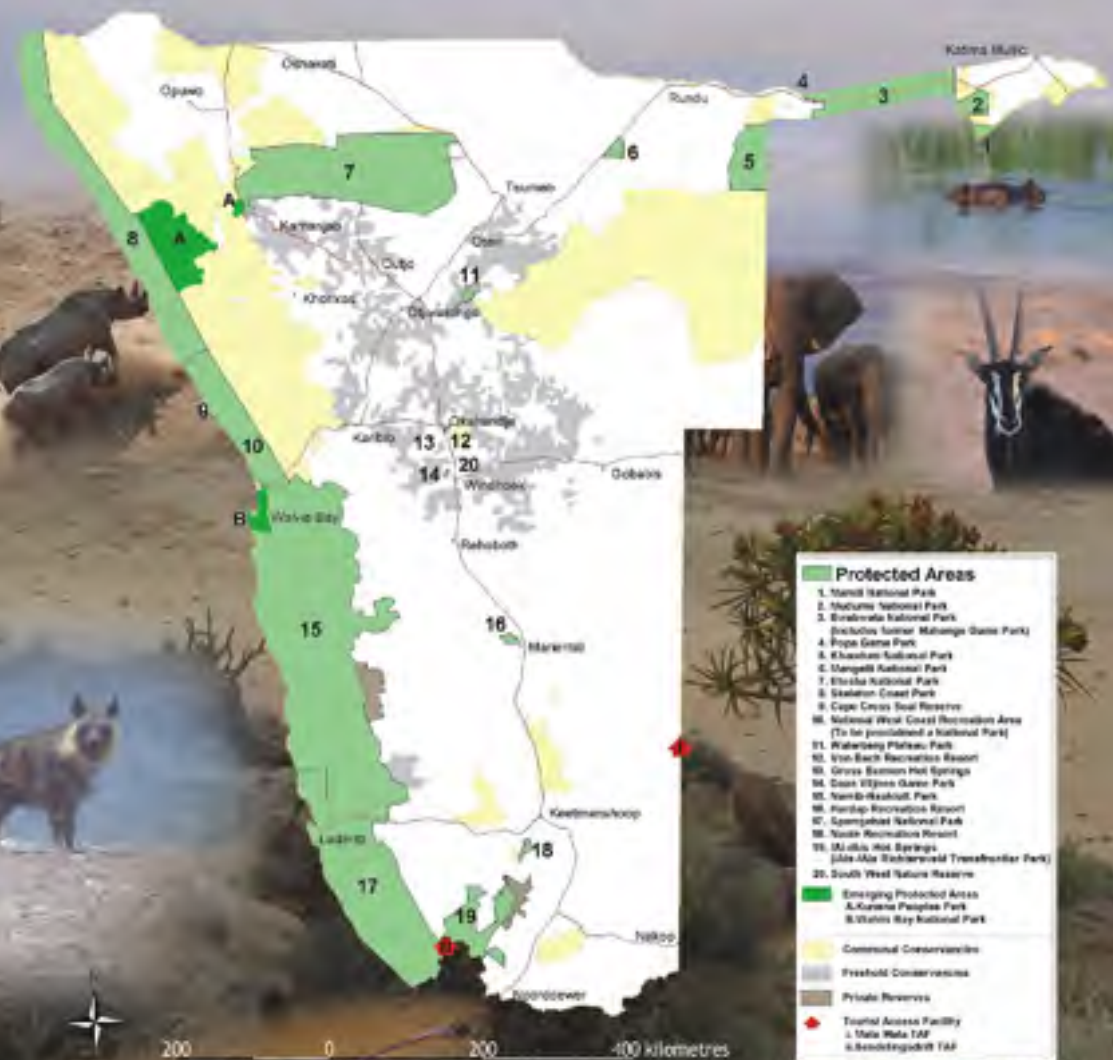 Katima Mulilo
Oshakati
Opuwo
4
3
2
Rundu
1
6
5
7
Tsumeb
A
Kamanjab
Otavi
8
A
Outjo
11
Khorixas
Otjiwarongo
9
Okahandja
10
Karibib
13
12
20
14
Windhoek
Gobabis
B
Walvis Bay
Rehoboth
15
16
Mariental
Keetmanshoop
Luderitz
18
17
19
Noordoewer
200
0
200
400 kilometres
Protected Areas
1. Mamili National Park
2. Mudumu National Park
3. Bwabwata National Park
(Includes former Mahango Game Park)
4. Popa Game Park
5. Khaudum National Park
6. Mangetti National Park
7. Etosha National Park
8. Skeleton Coast Park
9. Cape Cross Seal Reserve
10. National West Coast Recreation Area
(To be proclaimed a National Park)
11. Waterberg Plateau Park
12. Von Bach Recreation Resort
13. Gross Barmen Hot Springs
14. Daan Viljoen Game Park
15. Namib-Naukluft Park
16. Hardap Recreation Resort
17. Sperrgebiet National Park
18. Naute Recreation Resort
19. /Ai-/Ais Hot Springs
(/Ai-/Ais Richtersveld Transfrontier Park)
20. South West Nature Reserve
Emerging Protected Areas
A.Kunene Peoples Park
B.Walvis Bay National Park
Communal Conservancies
Freehold Conservancies
Private Reserves
Tourist Access Facility
i. Mata Mata TAF
ii.Sendelingsdrift TAF